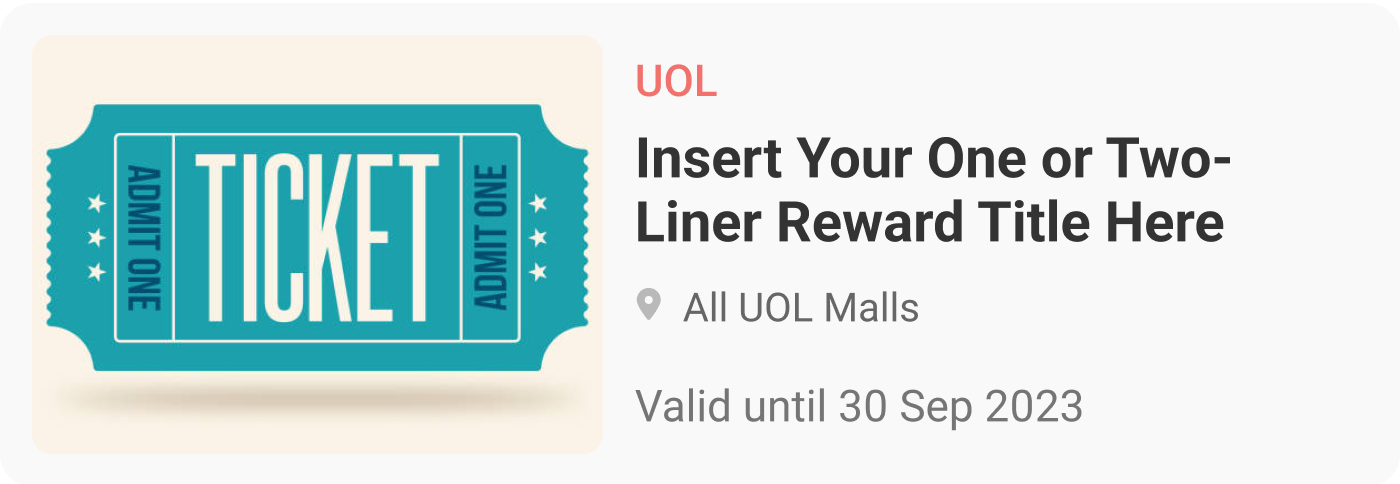 ADMIT ONE
TICKET
ADMIT ONE
UOL
Insert Your One or Two-
Liner Reward Title Here
All UOL Malls
Valid until 30 Sep 2023